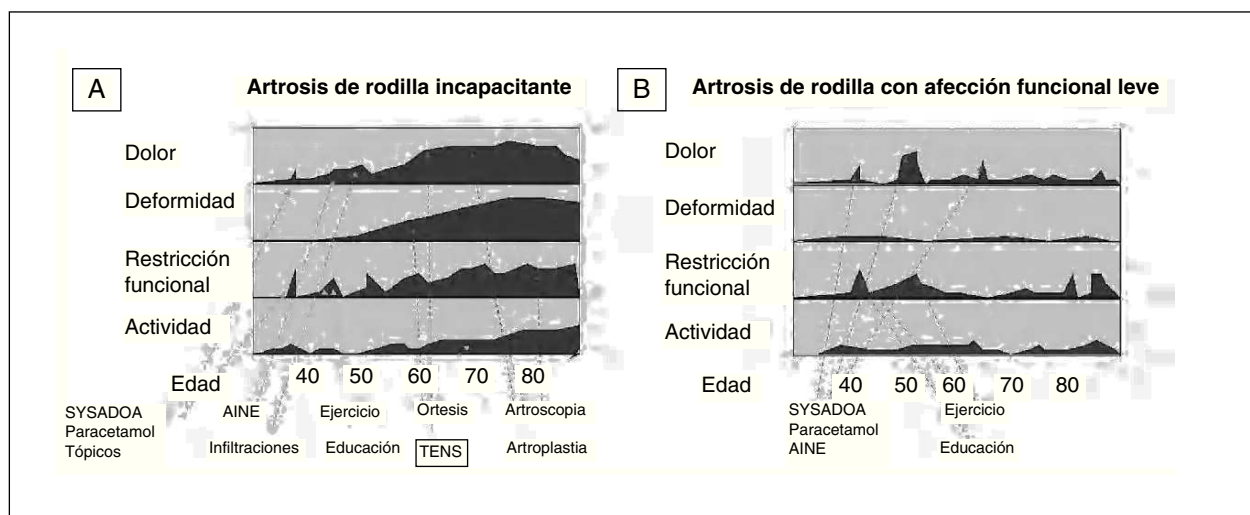 A
Artrosis de rodilla incapacitante
Dolor
Deformidad
Restricción
funcional
Actividad
Edad
40 50 60 70 80
SYSADOA
Paracetamol
Tópicos
AINE
Infiltraciones
Ejercicio
Educación
Ortesis
TENS
Artroscopia
Artroplastia
B
Artrosis de rodilla con afección funcional leve
Dolor
Deformidad
Restricción
funcional
Actividad
Edad
40 50 60 70 80
SYSADOA
Paracetamol
AINE
Ejercicio
Educación